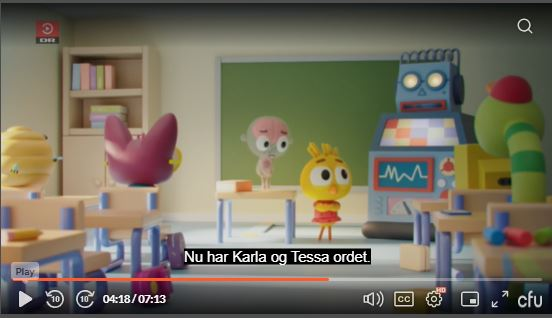 DR
Nu har Karla og Tessa ordet.
Play
10
10
04:18 / 07:13
CC
HD
cfu